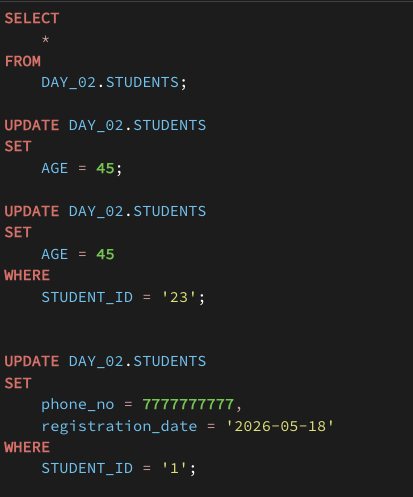 SELECT
    *
FROM
    DAY_02.STUDENTS;

UPDATE DAY_02.STUDENTS
SET
    AGE = 45;

UPDATE DAY_02.STUDENTS
SET
    AGE = 45
WHERE
    STUDENT_ID = '23';


UPDATE DAY_02.STUDENTS
SET
    phone_no = 7777777777,
    registration_date = '2026-05-18'
WHERE
    STUDENT_ID = '1';